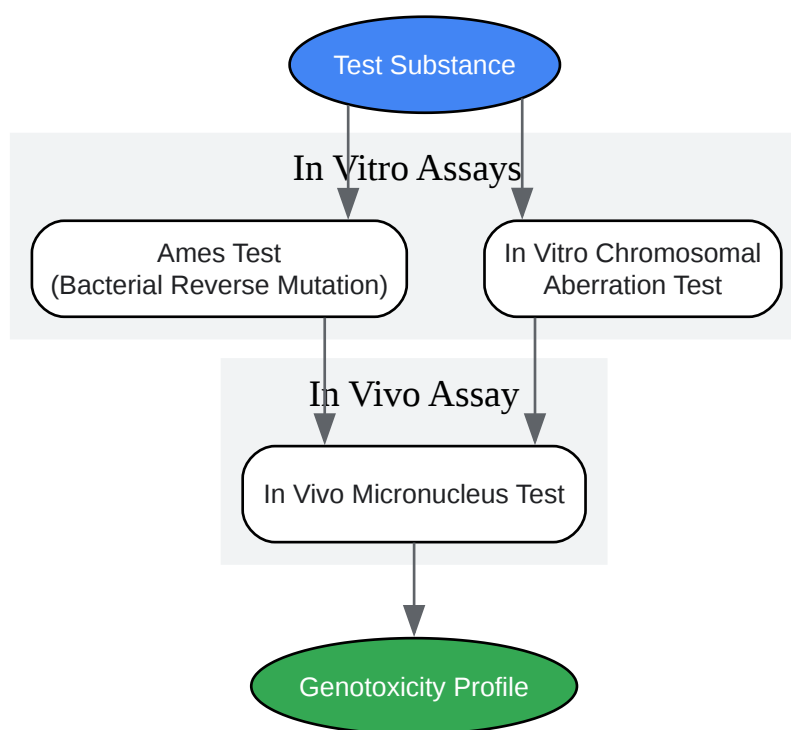 Test Substance
In Vitro Assays
Ames Test
(Bacterial Reverse Mutation)
In Vitro Chromosomal
Aberration Test
In Vivo Assay
In Vivo Micronucleus Test
Genotoxicity Profile